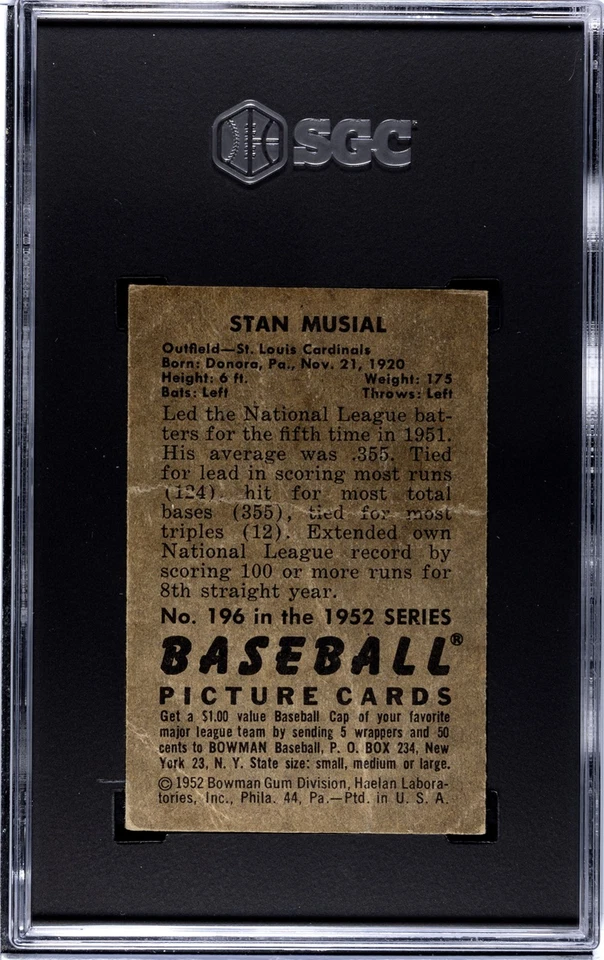 SGC
STAN MUSIAL
Outfield—St. Louis Cardinals
Born: Donora, Pa., Nov. 21, 1920
Height: 6 ft. Weight: 175
Bats: Left Throws: Left
Led the National League bat-
ters for the fifth time in 1951.
His average was .355. Tied
for lead in scoring most runs
(124), hit for most total
bases (355), tied for most
triples (12). Extended own
National League record by
scoring 100 or more runs for
8th straight year.
No. 196 in the 1952 SERIES
BASEBALL®
PICTURE CARDS
Get a $1.00 value Baseball Cap of your favorite
major league team by sending 5 wrappers and 50
cents to BOWMAN Baseball, P. O. BOX 234, New
York 23, N. Y. State size: small, medium or large.
© 1952 Bowman Gum Division, Haelan Labora-
tories, Inc., Phila. 44, Pa.—Ptd. in U. S. A.